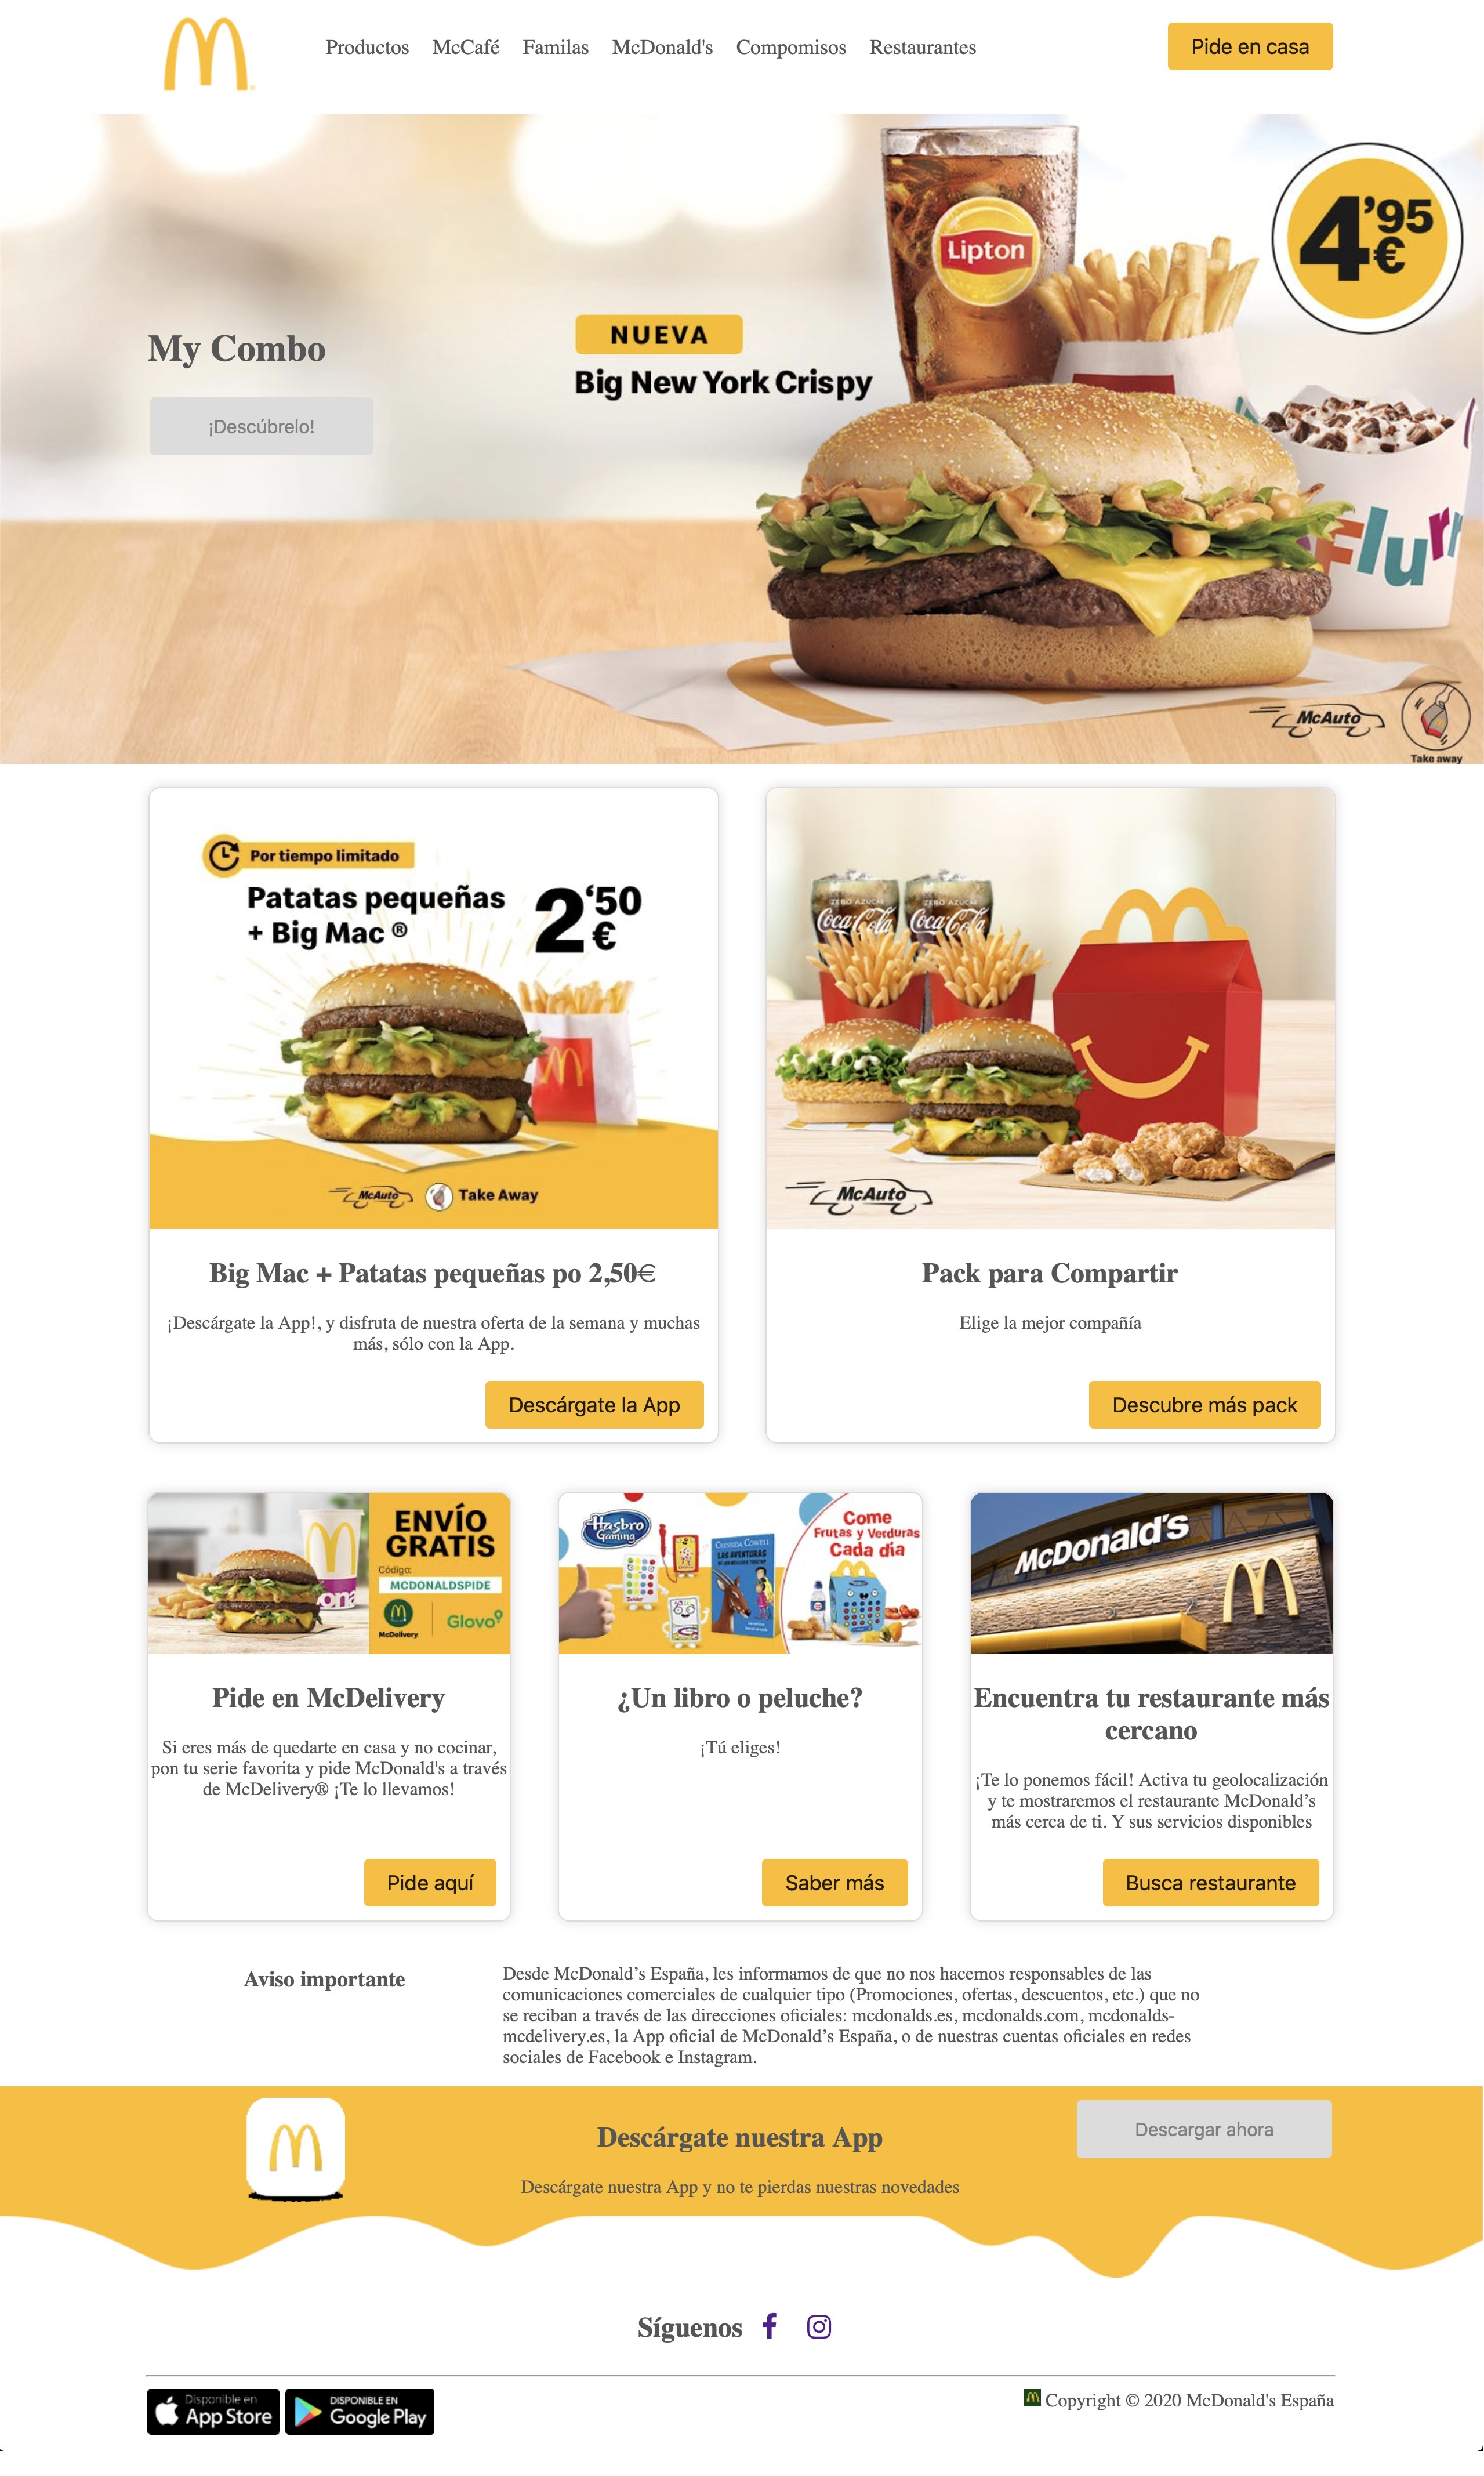 Productos McCafé Familas McDonald's Compomisos Restaurantes
Pide en casa
4'95€
Lipton
NUEVA
Big New York Crispy
My Combo
¡Descúbrelo!
Flurr
McAuto
Take away
Por tiempo limitado
Patatas pequeñas
+ Big Mac ®
2'50€
McAuto Take Away
Big Mac + Patatas pequeñas po 2,50€
¡Descárgate la App!, y disfruta de nuestra oferta de la semana y muchas
más, sólo con la App.
Descárgate la App
ZERO AZÚCAR ZERO AZÚCAR
Coca-Cola Coca-Cola
McAuto
Pack para Compartir
Elige la mejor compañía
Descubre más pack
ENVÍO
GRATIS
Código:
MCDONALDSPIDE
McDelivery
Glovo
Pide en McDelivery
Si eres más de quedarte en casa y no cocinar,
pon tu serie favorita y pide McDonald's a través
de McDelivery® ¡Te lo llevamos!
Pide aquí
Hasbro
Gaming
CRESSIDA COWELL
LAS AVENTURAS
Come
Frutas y Verduras
Cada día
¿Un libro o peluche?
¡Tú eliges!
Saber más
McDonald's
Encuentra tu restaurante más
cercano
¡Te lo ponemos fácil! Activa tu geolocalización
y te mostraremos el restaurante McDonald’s
más cerca de ti. Y sus servicios disponibles
Busca restaurante
Aviso importante
Desde McDonald’s España, les informamos de que no nos hacemos responsables de las
comunicaciones comerciales de cualquier tipo (Promociones, ofertas, descuentos, etc.) que no
se reciban a través de las direcciones oficiales: mcdonalds.es, mcdonalds.com, mcdonalds-
mcdelivery.es, la App oficial de McDonald’s España, o de nuestras cuentas oficiales en redes
sociales de Facebook e Instagram.
Descárgate nuestra App
Descárgate nuestra App y no te pierdas nuestras novedades
Descargar ahora
Síguenos
Disponible en
App Store
DISPONIBLE EN
Google Play
Copyright © 2020 McDonald's España